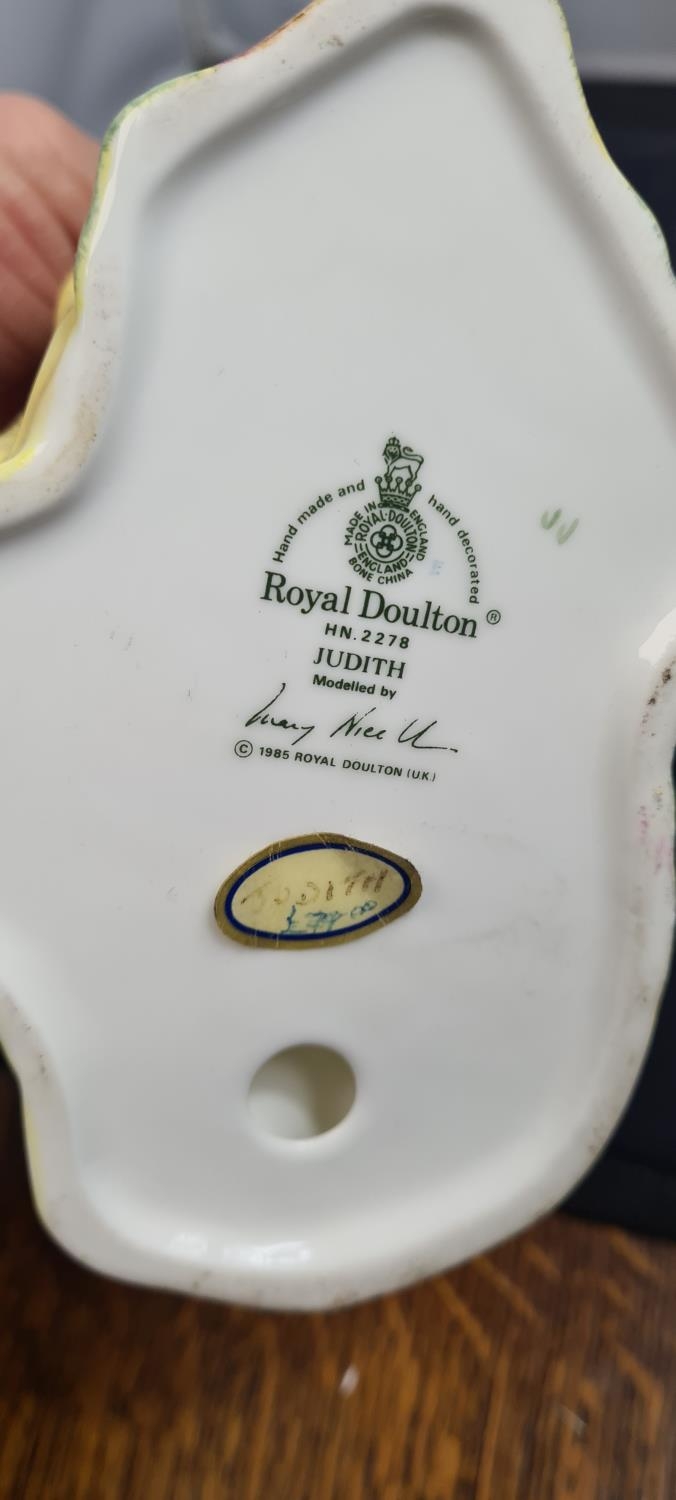 Hand made and hand decorated
MADE IN ENGLAND
ROYAL·DOULTON
ENGLAND
BONE CHINA
Royal Doulton ®
HN.2278
JUDITH
Modelled by
© 1985 ROYAL DOULTON (U.K.)
JUDITH